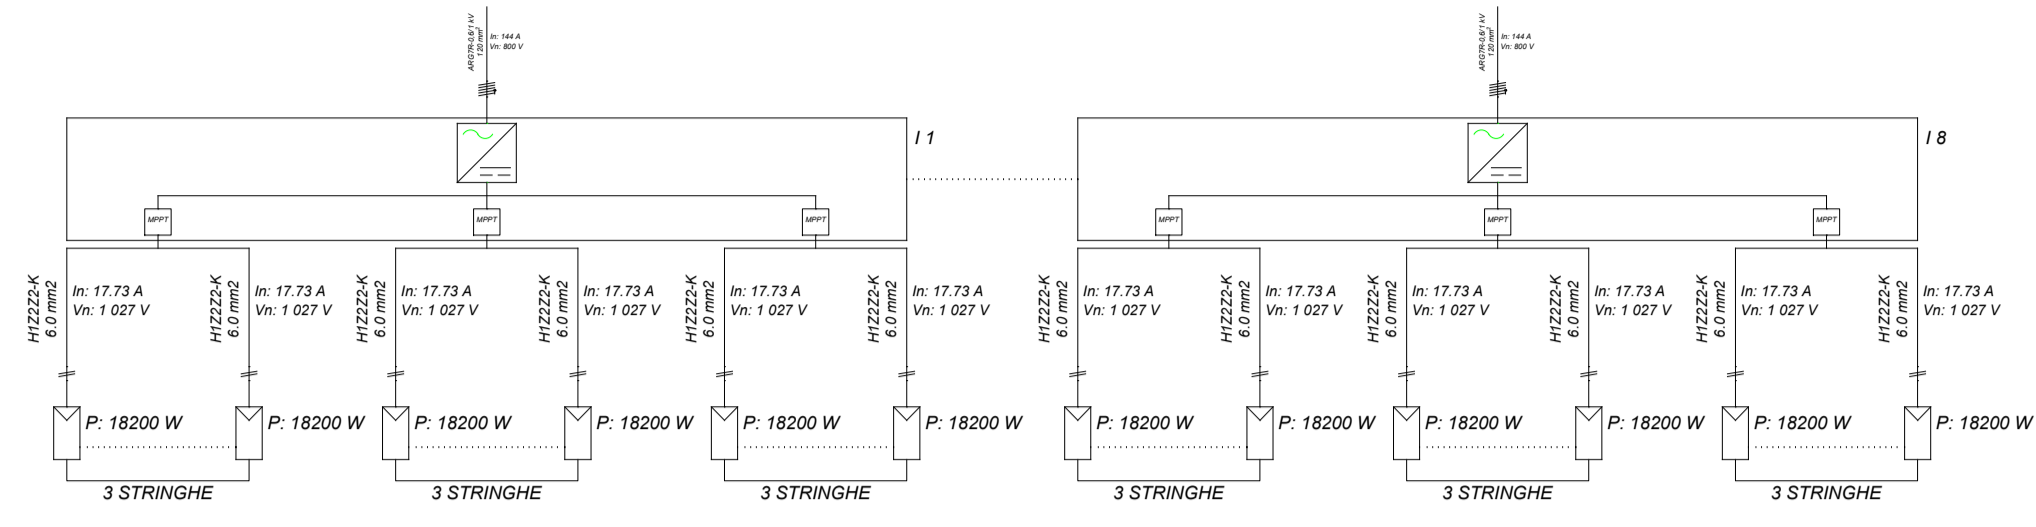 ARG7R-0,6/1 kV
120 mm²
In: 144 A
Vn: 800 V
ARG7R-0,6/1 kV
120 mm²
In: 144 A
Vn: 800 V
I 1
I 8
MPPT
MPPT
MPPT
MPPT
MPPT
MPPT
H1Z2Z2-K
6.0 mm2
In: 17.73 A
Vn: 1 027 V
H1Z2Z2-K
6.0 mm2
In: 17.73 A
Vn: 1 027 V
H1Z2Z2-K
6.0 mm2
In: 17.73 A
Vn: 1 027 V
H1Z2Z2-K
6.0 mm2
In: 17.73 A
Vn: 1 027 V
H1Z2Z2-K
6.0 mm2
In: 17.73 A
Vn: 1 027 V
H1Z2Z2-K
6.0 mm2
In: 17.73 A
Vn: 1 027 V
H1Z2Z2-K
6.0 mm2
In: 17.73 A
Vn: 1 027 V
H1Z2Z2-K
6.0 mm2
In: 17.73 A
Vn: 1 027 V
H1Z2Z2-K
6.0 mm2
In: 17.73 A
Vn: 1 027 V
H1Z2Z2-K
6.0 mm2
In: 17.73 A
Vn: 1 027 V
H1Z2Z2-K
6.0 mm2
In: 17.73 A
Vn: 1 027 V
H1Z2Z2-K
6.0 mm2
In: 17.73 A
Vn: 1 027 V
P: 18200 W
P: 18200 W
P: 18200 W
P: 18200 W
P: 18200 W
P: 18200 W
P: 18200 W
P: 18200 W
P: 18200 W
P: 18200 W
P: 18200 W
P: 18200 W
3 STRINGHE
3 STRINGHE
3 STRINGHE
3 STRINGHE
3 STRINGHE
3 STRINGHE